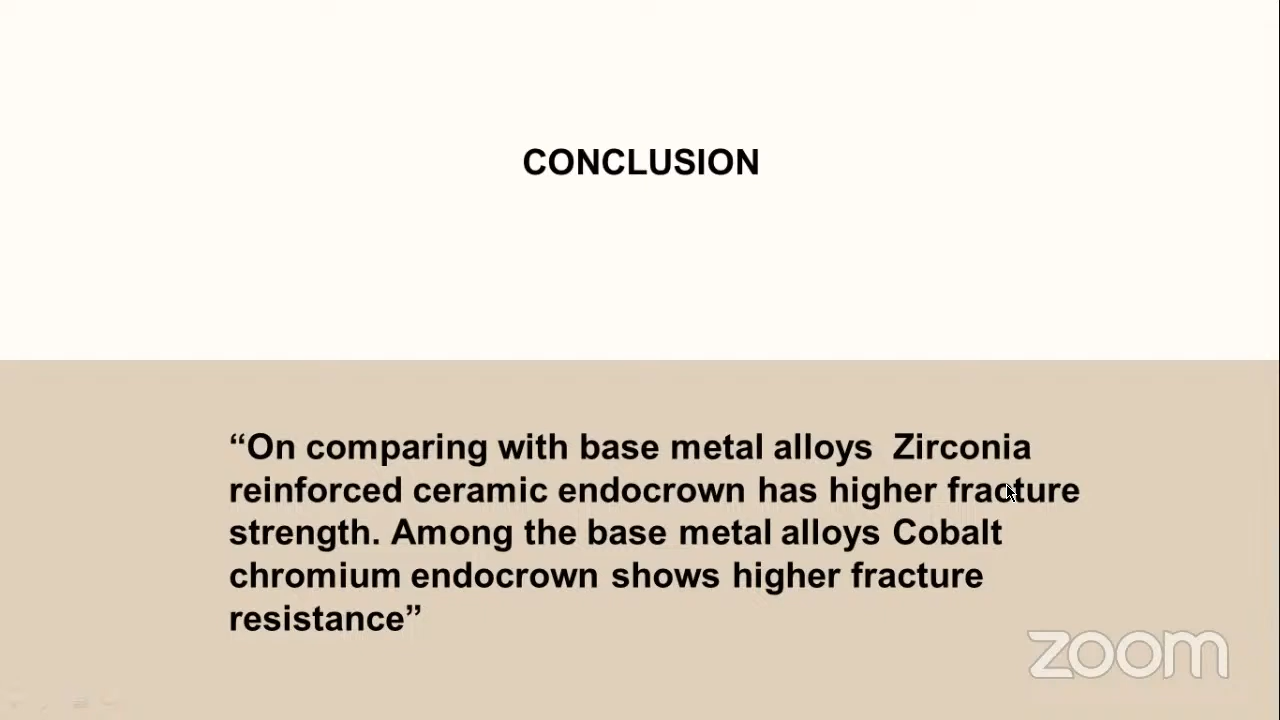 CONCLUSION
“On comparing with base metal alloys  Zirconia
reinforced ceramic endocrown has higher fracture
strength. Among the base metal alloys Cobalt
chromium endocrown shows higher fracture
resistance”
zoom